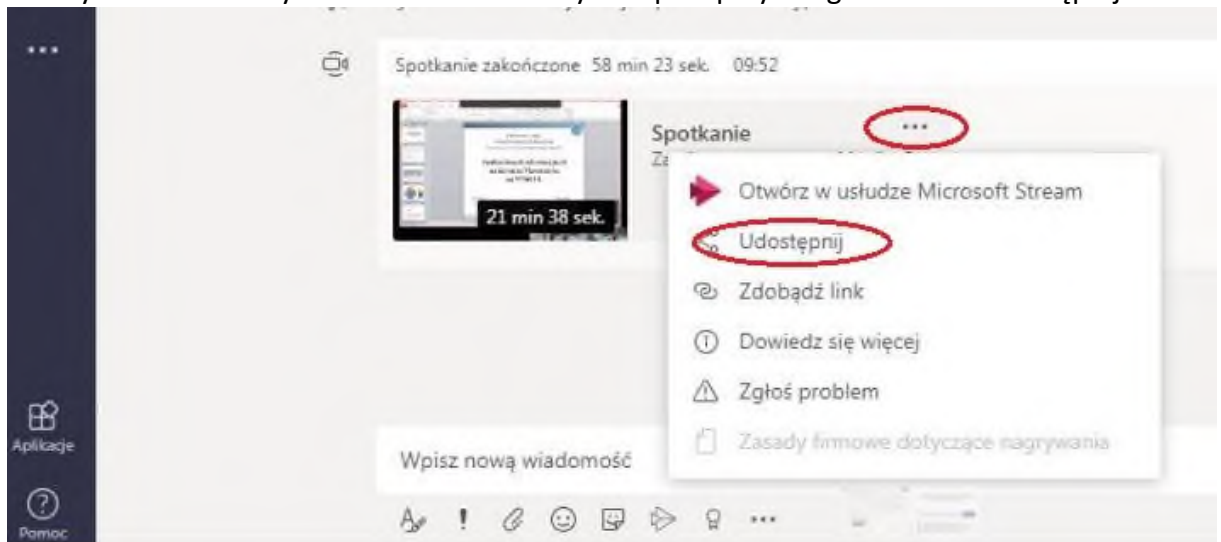 Spotkanie zakończone 58 min 23 sek. 09:52
Spotkanie
21 min 38 sek.
Otwórz w usłudze Microsoft Stream
Udostępnij
Zdobądź link
Dowiedz się więcej
Zgłoś problem
Zasady firmowe dotyczące nagrywania
Aplikacje
Wpisz nową wiadomość
Pomoc